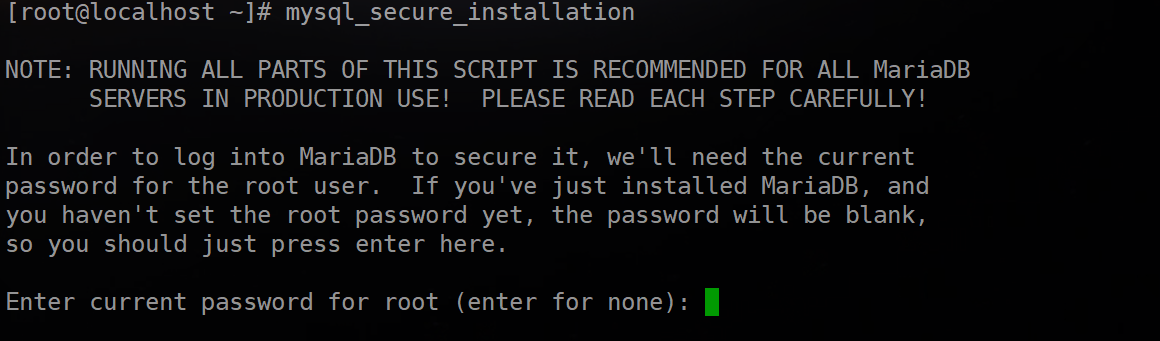 [root@localhost ~]# mysql_secure_installation
NOTE: RUNNING ALL PARTS OF THIS SCRIPT IS RECOMMENDED FOR ALL MariaDB
SERVERS IN PRODUCTION USE!  PLEASE READ EACH STEP CAREFULLY!
In order to log into MariaDB to secure it, we'll need the current
password for the root user.  If you've just installed MariaDB, and
you haven't set the root password yet, the password will be blank,
so you should just press enter here.
Enter current password for root (enter for none):